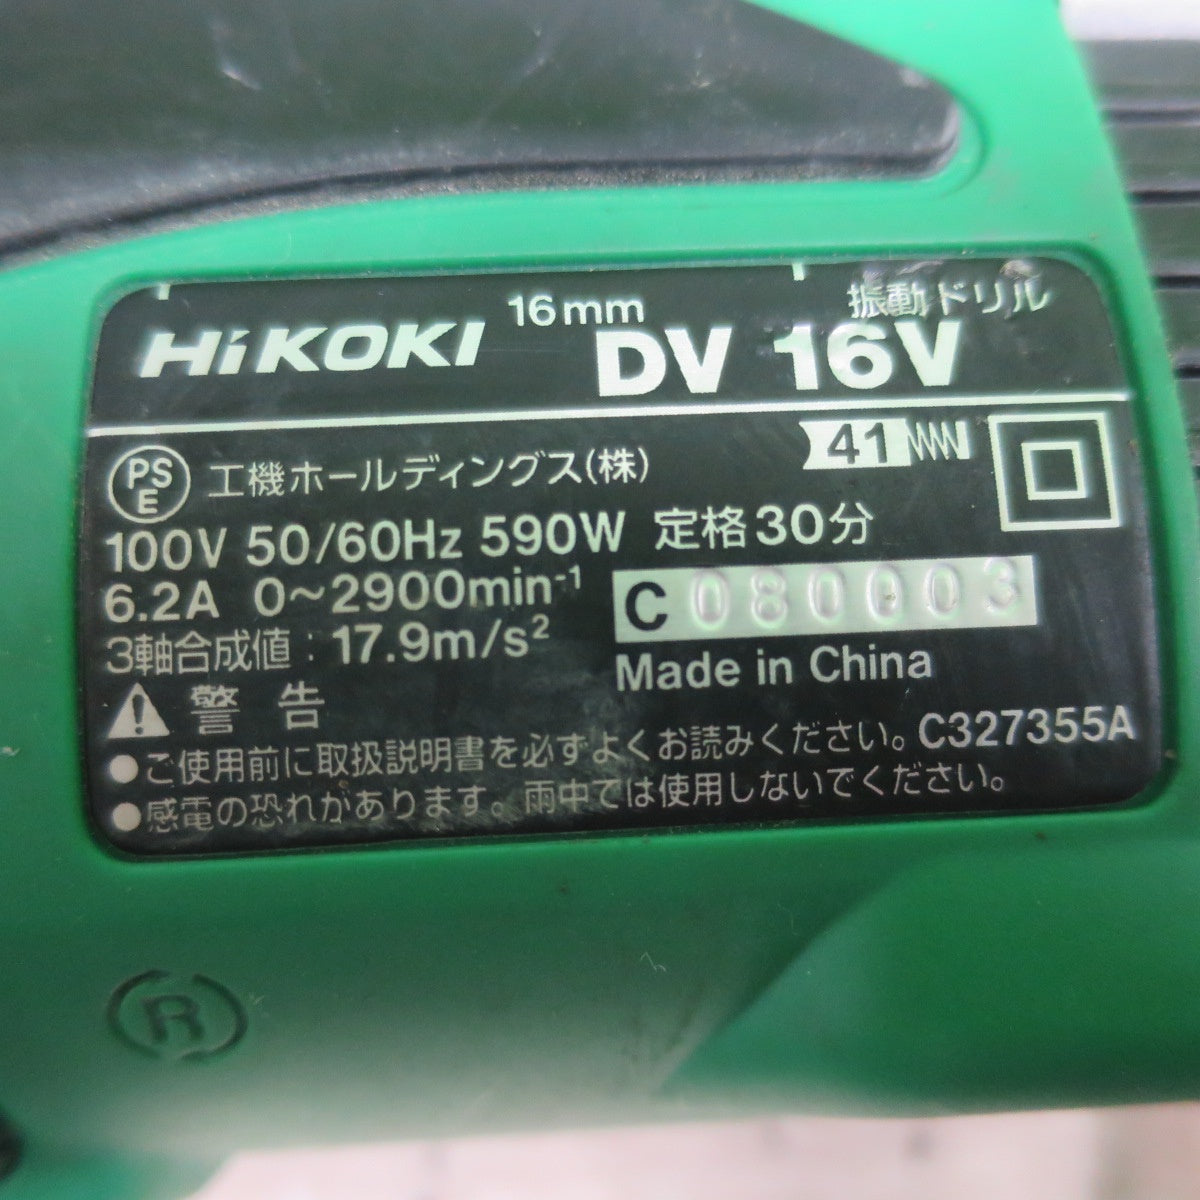 HiKOKI 16mm DV 16V 振動ドリル
PSE 工機ホールディングス(株) 41
100V 50/60Hz 590W 定格30分
6.2A 0~2900min⁻¹ C 080003
3軸合成値:17.9m/s² Made in China
⚠警告
●ご使用前に取扱説明書を必ずよくお読みください。 C327355A
●感電の恐れがあります。雨中では使用しないでください。
R